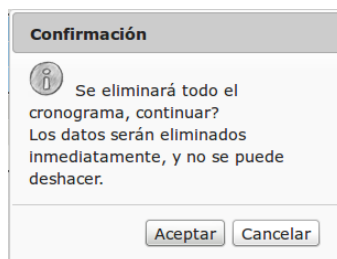 Confirmación
Se eliminará todo el
cronograma, continuar?
Los datos serán eliminados
inmediatamente, y no se puede
deshacer.
Aceptar Cancelar